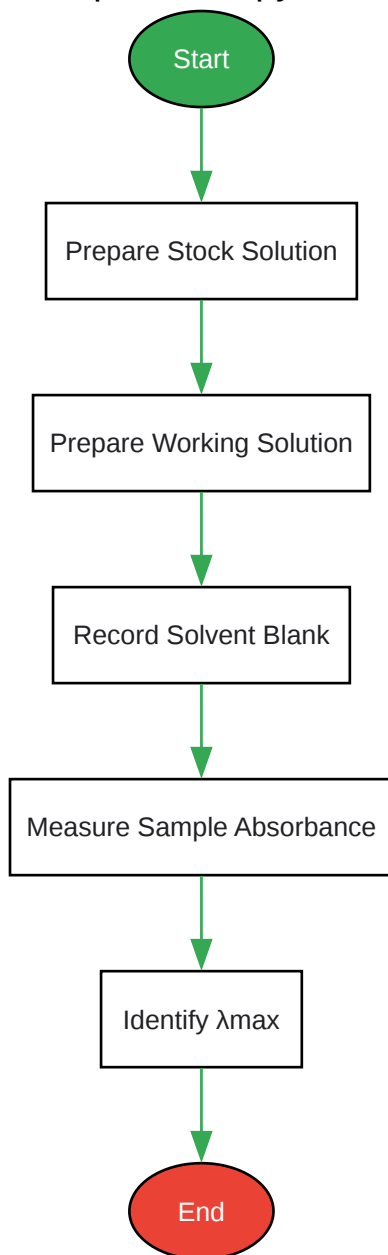 Start
Prepare Stock Solution
Prepare Working Solution
Record Solvent Blank
Measure Sample Absorbance
Identify λmax
End